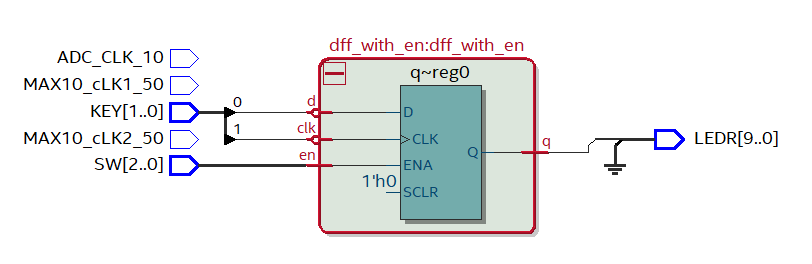 dff_with_en:dff_with_en
ADC_CLK_10
MAX10_cLK1_50
KEY[1..0]
MAX10_cLK2_50
SW[2..0]
0
1
d
clk
en
1'h0
q~reg0
D
CLK
ENA
SCLR
Q
q
LEDR[9..0]